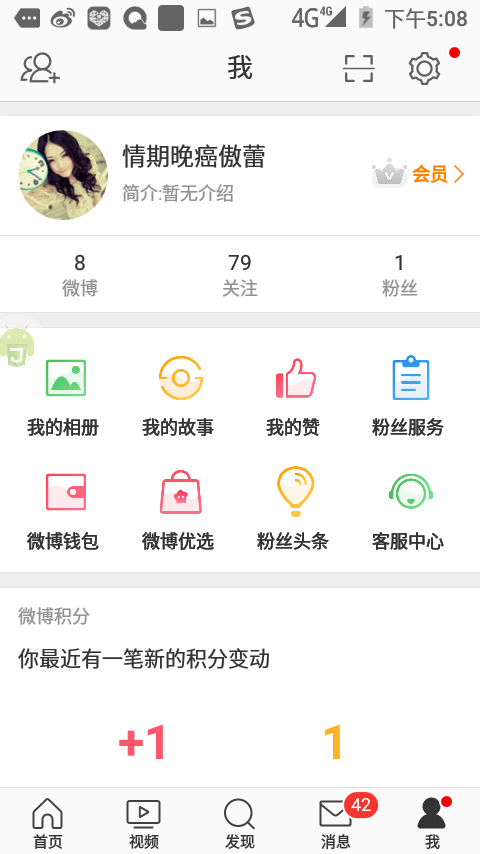 4G 4G 下午5:08
我
情期晚癌傲蕾
简介:暂无介绍
会员
8 79 1
微博 关注 粉丝
我的相册 我的故事 我的赞 粉丝服务
微博钱包 微博优选 粉丝头条 客服中心
微博积分
你最近有一笔新的积分变动
+1 1
42
首页 视频 发现 消息 我